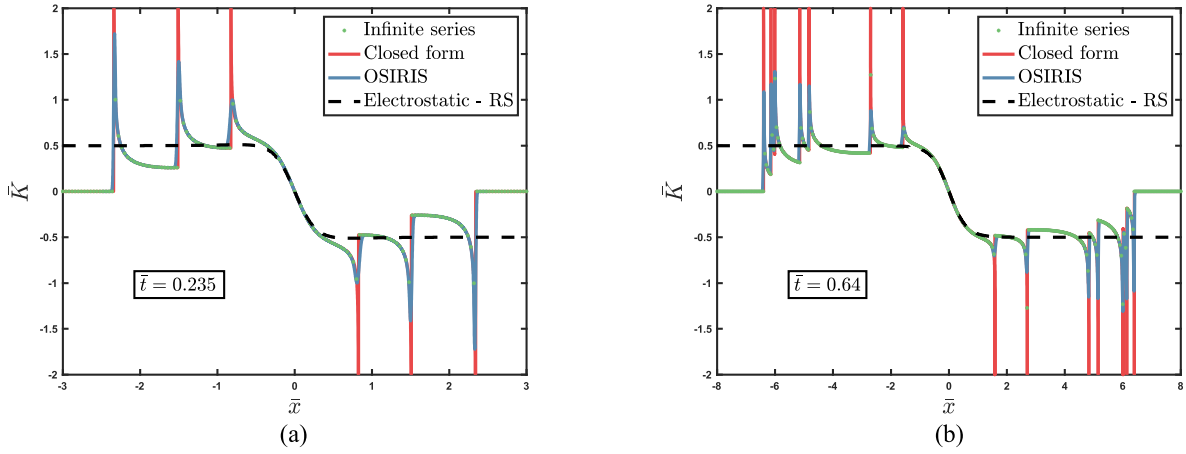 Infinite series
Closed form
OSIRIS
Electrostatic - RS
2
1.5
1
0.5
0
-0.5
-1
-1.5
-2
K̄
t̄ = 0.235
-3 -2 -1 0 1 2 3
x̄
(a)
Infinite series
Closed form
OSIRIS
Electrostatic - RS
2
1.5
1
0.5
0
-0.5
-1
-1.5
-2
K̄
t̄ = 0.64
-8 -6 -4 -2 0 2 4 6 8
x̄
(b)